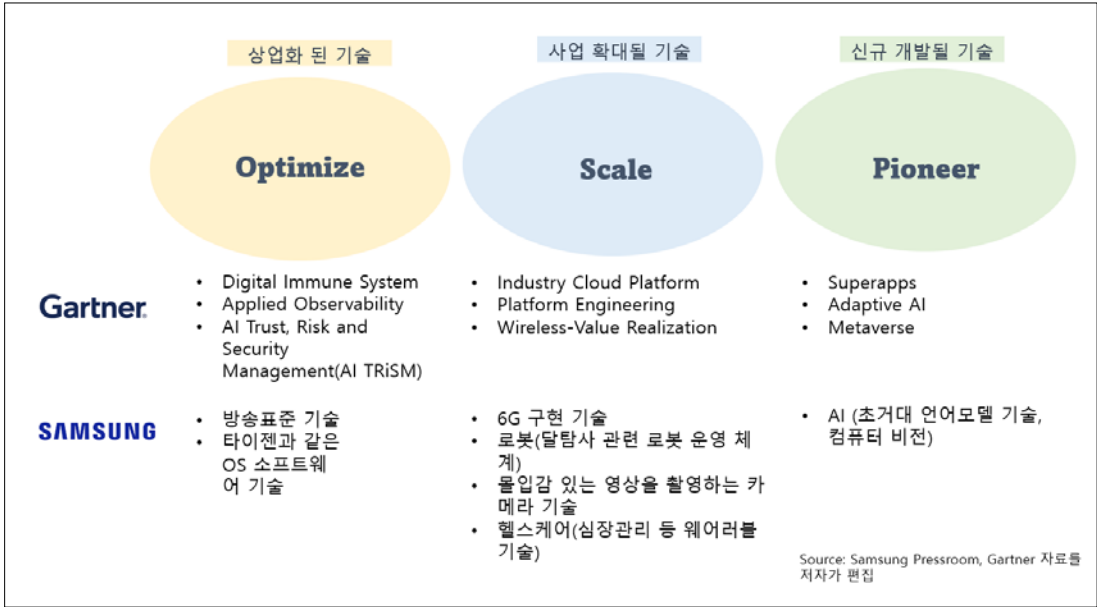 상업화 된 기술
사업 확대될 기술
신규 개발될 기술
Optimize
Scale
Pioneer
Gartner
• Digital Immune System
• Applied Observability
• AI Trust, Risk and
Security
Management(AI TRiSM)
• Industry Cloud Platform
• Platform Engineering
• Wireless-Value Realization
• Superapps
• Adaptive AI
• Metaverse
SAMSUNG
• 방송표준 기술
• 타이젠과 같은
OS 소프트웨
어 기술
• 6G 구현 기술
• 로봇(달탐사 관련 로봇 운영 체
계)
• 몰입감 있는 영상을 촬영하는 카
메라 기술
• 헬스케어(심장관리 등 웨어러블
기술)
• AI (초거대 언어모델 기술,
컴퓨터 비전)
Source: Samsung Pressroom, Gartner 자료를
저자가 편집